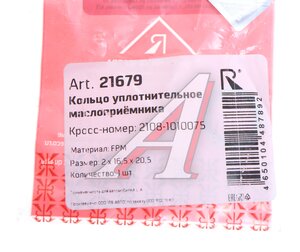 Art. 21679
Кольцо уплотнительное
маслоприёмника
Кросс-номер: 2108-1010075
Материал: FPM
Размер: 2 x 16,5 x 20,5
Количество: 1 шт
4650104487892